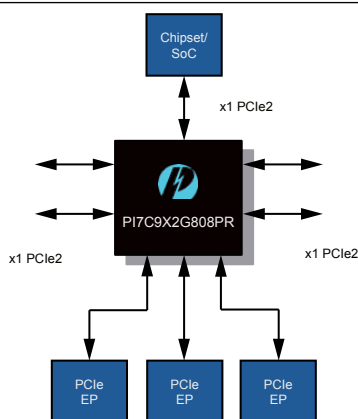 Chipset/
SoC
x1 PCIe2
PI7C9X2G808PR
x1 PCIe2
x1 PCIe2
PCIe
EP
PCIe
EP
PCIe
EP